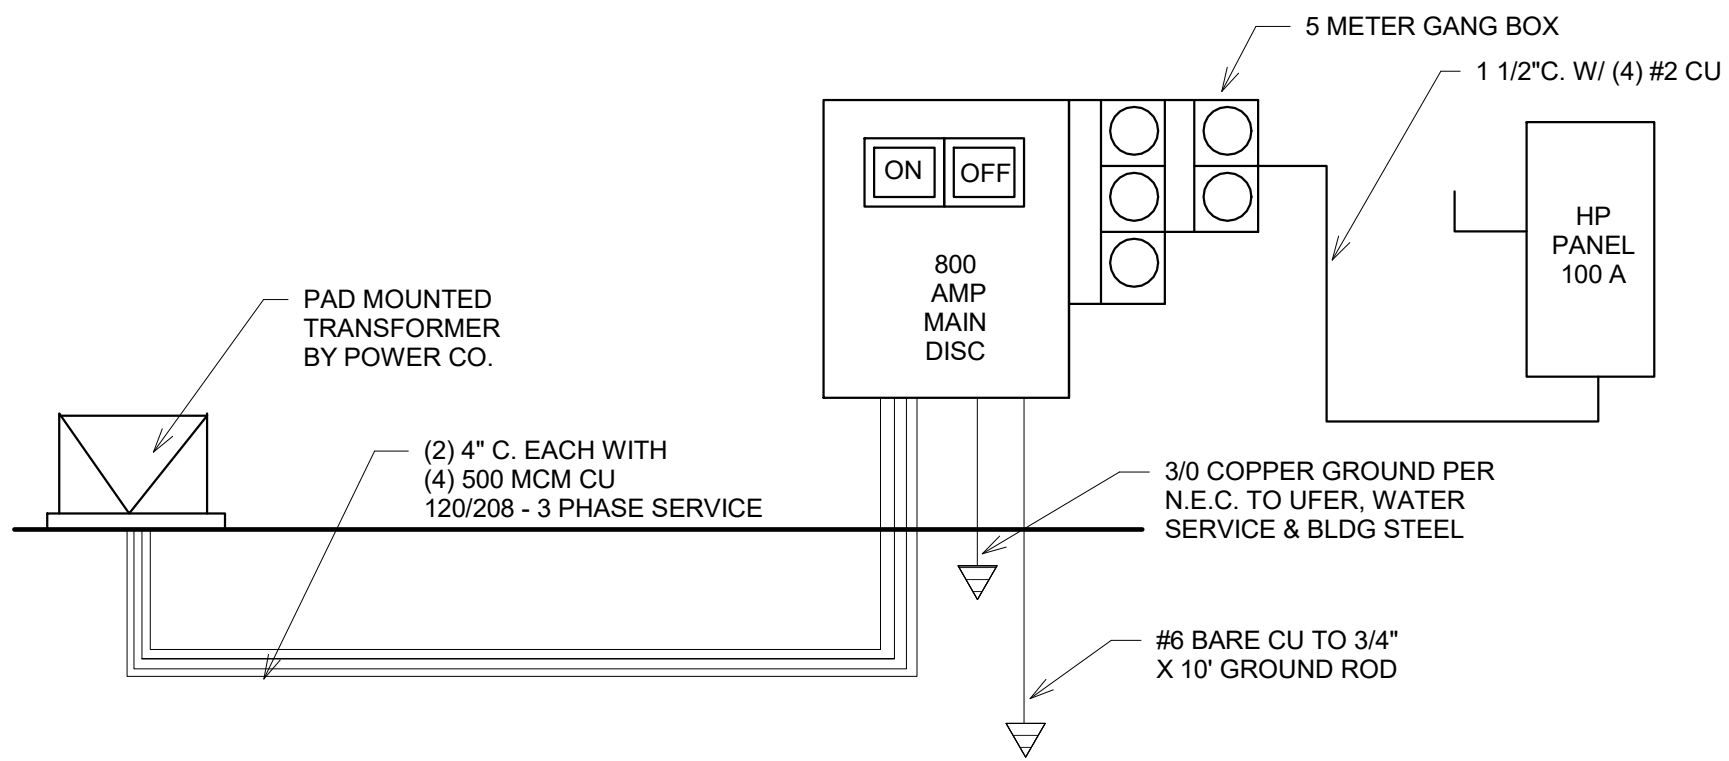 5 METER GANG BOX
1 1/2"C. W/ (4) #2 CU
ON
OFF
HP
PANEL
100 A
800
AMP
MAIN
DISC
PAD MOUNTED
TRANSFORMER
BY POWER CO.
(2) 4" C. EACH WITH
(4) 500 MCM CU
120/208 - 3 PHASE SERVICE
3/0 COPPER GROUND PER
N.E.C. TO UFER, WATER
SERVICE & BLDG STEEL
#6 BARE CU TO 3/4"
X 10' GROUND ROD